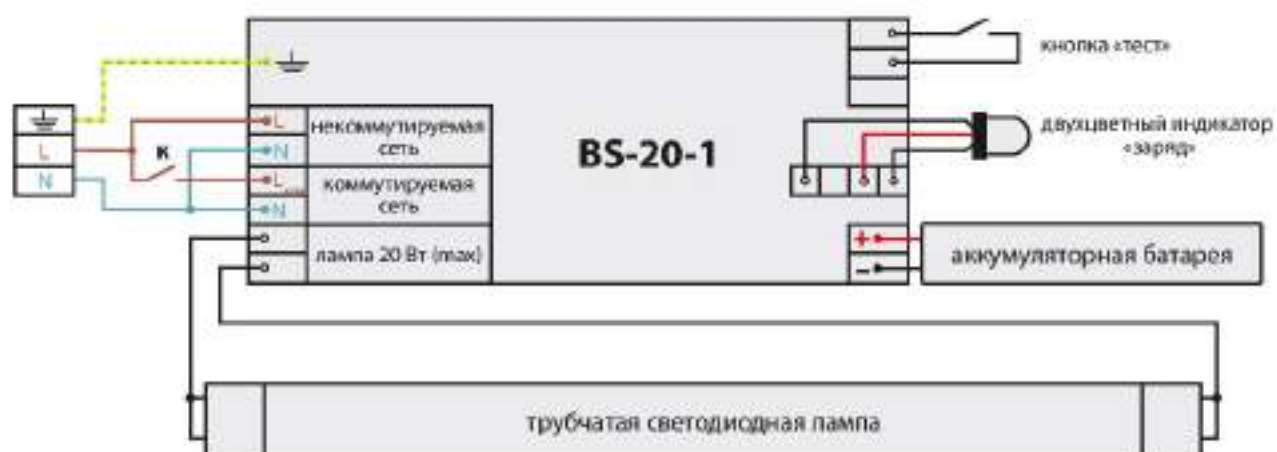 кнопка «тест»
L
N
K
L
N
L
N
некоммутируемая
сеть
коммутируемая
сеть
лампа 20 Вт (max)
BS-20-1
двухцветный индикатор
«заряд»
+
-
аккумуляторная батарея
трубчатая светодиодная лампа